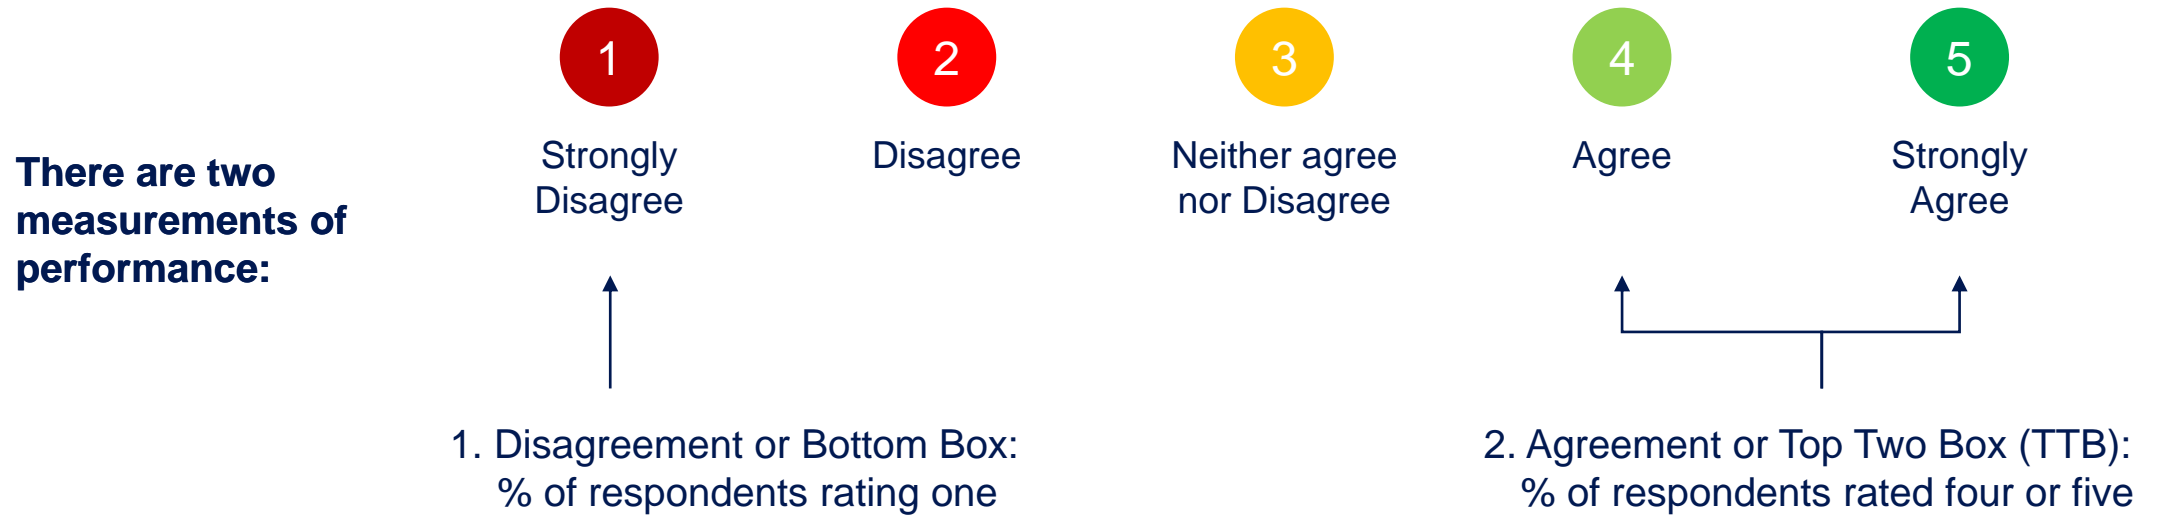 1
2
3
4
5
Strongly
Disagree
Disagree
Neither agree
nor Disagree
Agree
Strongly
Agree
There are two
measurements of
performance:
1. Disagreement or Bottom Box:
% of respondents rating one
2. Agreement or Top Two Box (TTB):
% of respondents rated four or five